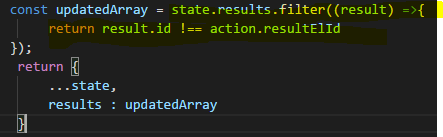 const updatedArray = state.results.filter((result) =>{
return result.id !== action.resultElId
});
return {
...state,
results : updatedArray
}